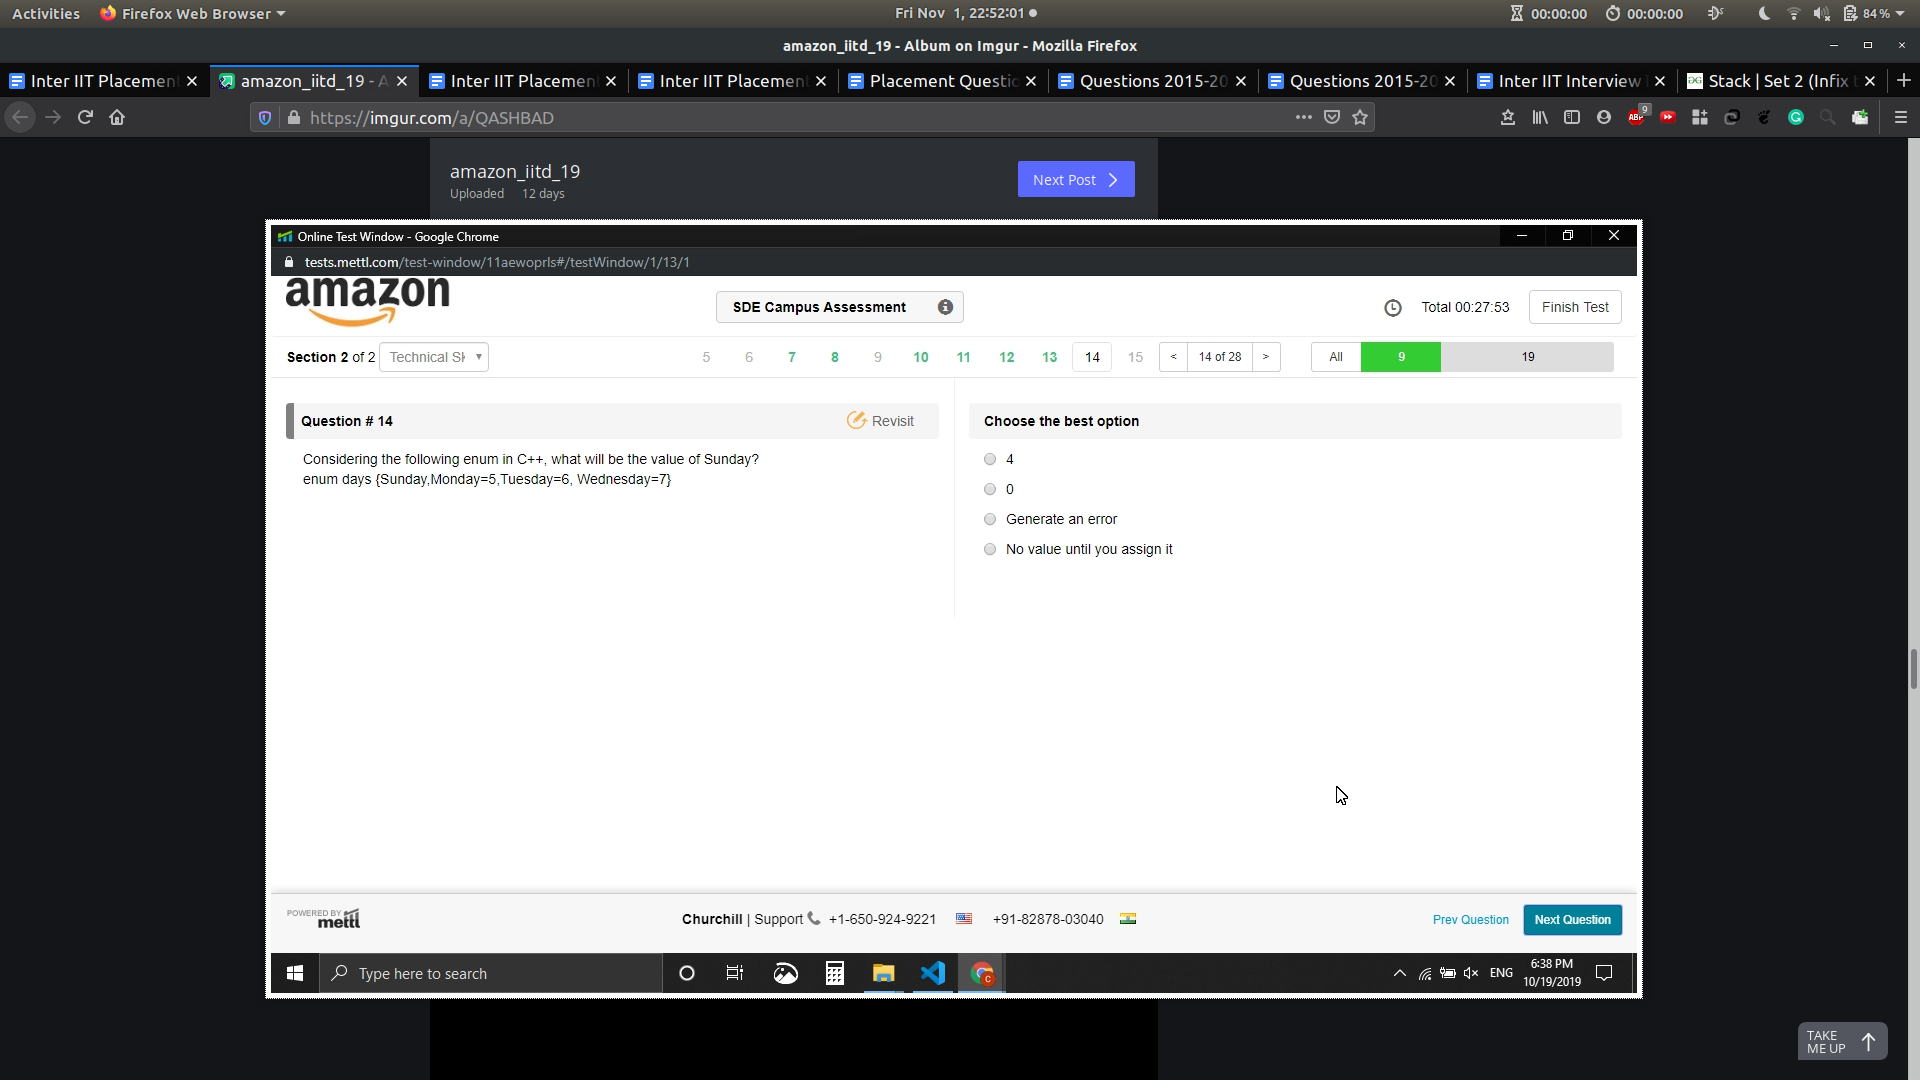 Activities Firefox Web Browser Fri Nov 1, 22:52:01 00:00:00 00:00:00 84%
amazon_iitd_19 - Album on Imgur - Mozilla Firefox
Inter IIT Placemen amazon_iitd_19 - A Inter IIT Placemen Inter IIT Placemen Placement Questic Questions 2015-20 Questions 2015-20 Inter IIT Interview Stack | Set 2 (Infix
https://imgur.com/a/QASHBAD ABP 9
amazon_iitd_19
Uploaded 12 days
Next Post
Online Test Window - Google Chrome
tests.mettl.com/test-window/11aewoprls#/testWindow/1/13/1
amazon
SDE Campus Assessment
Total 00:27:53 Finish Test
Section 2 of 2 Technical Sk 5 6 7 8 9 10 11 12 13 14 15 < 14 of 28 > All 9 19
Question # 14 Revisit
Choose the best option
Considering the following enum in C++, what will be the value of Sunday?
enum days {Sunday,Monday=5,Tuesday=6, Wednesday=7}
4
0
Generate an error
No value until you assign it
POWERED BY
mettl
Churchill | Support +1-650-924-9221 +91-82878-03040
Prev Question Next Question
Type here to search
ENG 6:38 PM
10/19/2019
TAKE
ME UP